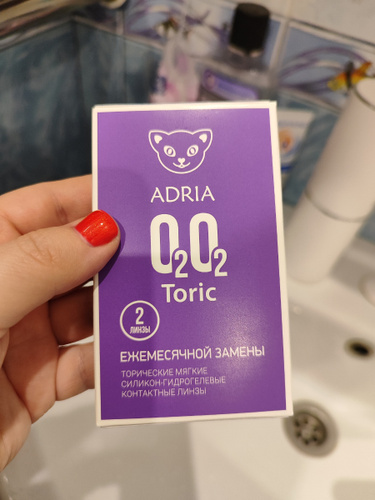 ADRIA
O2O2
Toric
2
ЛИНЗЫ
ЕЖЕМЕСЯЧНОЙ ЗАМЕНЫ
ТОРИЧЕСКИЕ МЯГКИЕ
СИЛИКОН-ГИДРОГЕЛЕВЫЕ
КОНТАКТНЫЕ ЛИНЗЫ